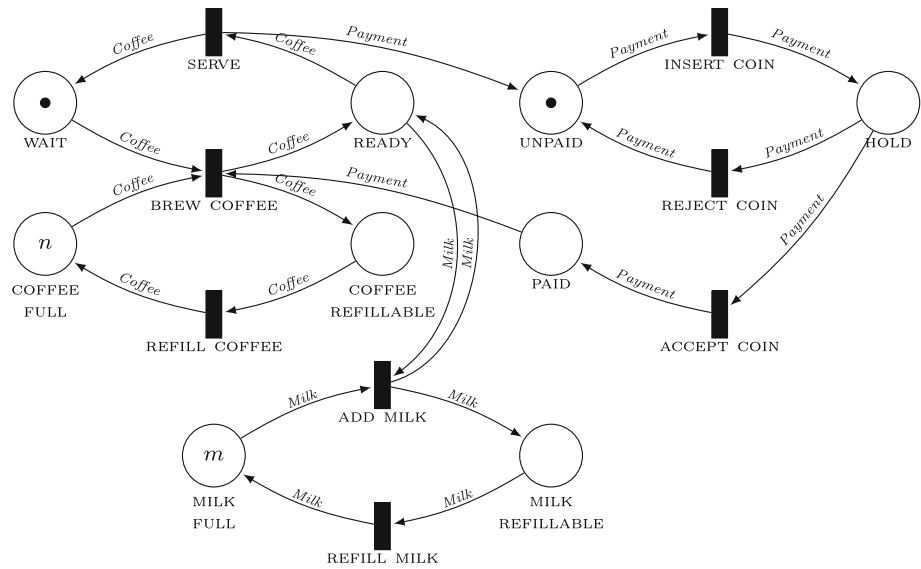 Coffee
Coffee
Payment
Payment
Payment
SERVE
INSERT COIN
WAIT
READY
UNPAID
HOLD
Coffee
Coffee
Payment
Payment
Coffee
Coffee
Payment
BREW COFFEE
REJECT COIN
Payment
n
Milk
Milk
COFFEE
FULL
Coffee
Coffee
COFFEE
REFILLABLE
PAID
Payment
REFILL COFFEE
ACCEPT COIN
Milk
Milk
ADD MILK
m
MILK
FULL
Milk
Milk
MILK
REFILLABLE
REFILL MILK